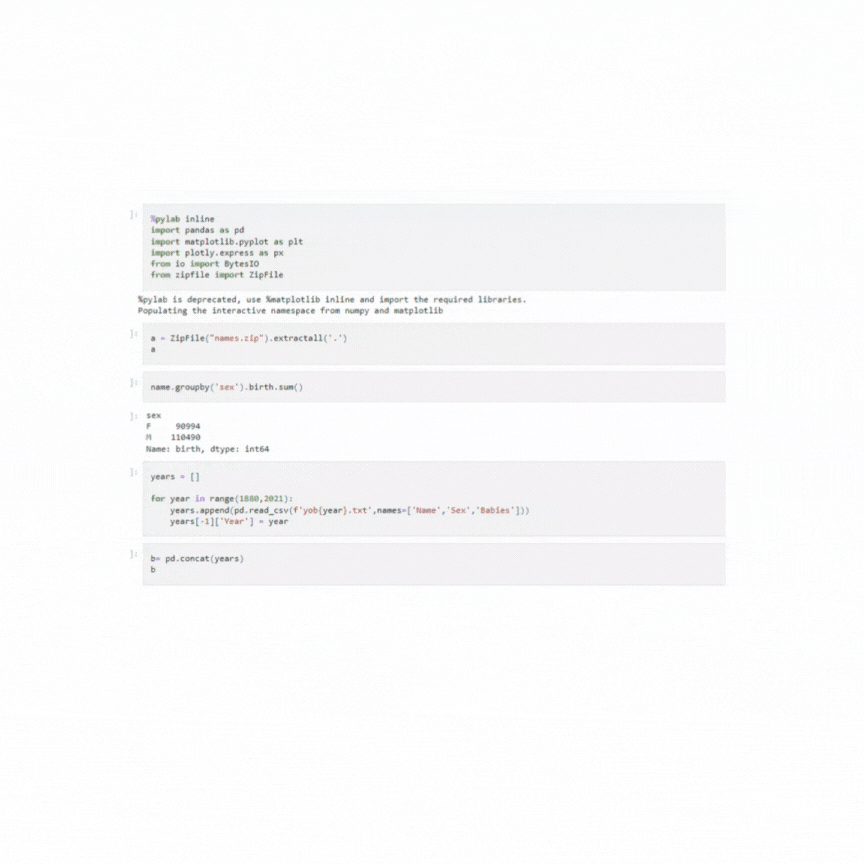 ]:
%pylab inline
import pandas as pd
import matplotlib.pyplot as plt
import plotly.express as px
from io import BytesIO
from zipfile import ZipFile
%pylab is deprecated, use %matplotlib inline and import the required libraries.
Populating the interactive namespace from numpy and matplotlib
]:
a = ZipFile("names.zip").extractall('.')
a
]:
name.groupby('sex').birth.sum()
]:
sex
F 90994
M 110490
Name: birth, dtype: int64
]:
years = []
for year in range(1880,2021):
years.append(pd.read_csv(f'yob{year}.txt',names=['Name','Sex','Babies']))
years[-1]['Year'] = year
]:
b= pd.concat(years)
b